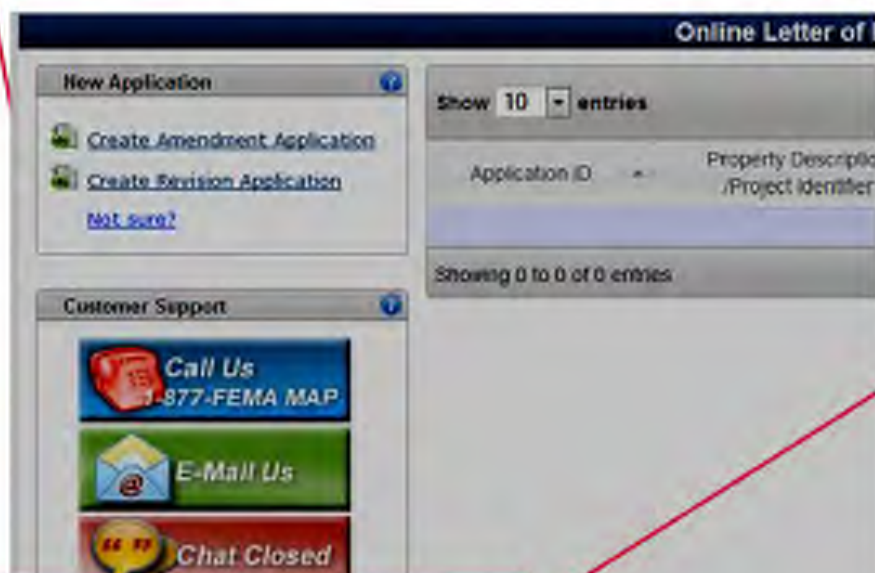 Online Letter of
New Application
Create Amendment Application
Create Revision Application
Not sure?
Show 10 entries
Application ID
Property Descriptio
/Project Identifier
Showing 0 to 0 of 0 entries
Customer Support
Call Us
1-877-FEMA MAP
E-Mail Us
Chat Closed